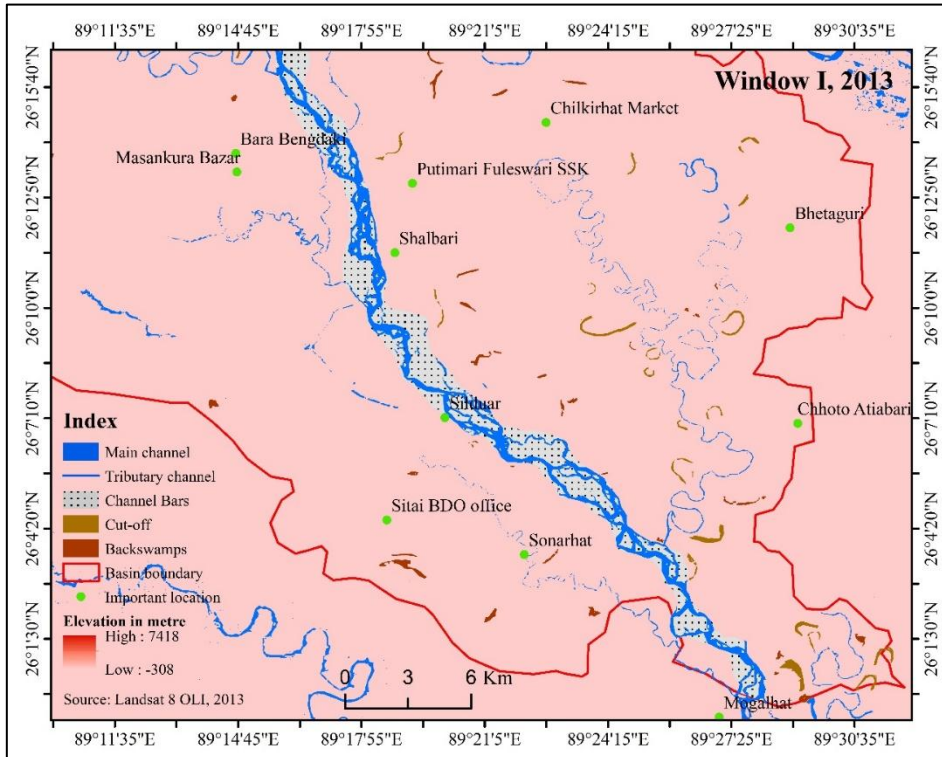 89°11'35"E 89°14'45"E 89°17'55"E 89°21'5"E 89°24'15"E 89°27'25"E 89°30'35"E
Window I, 2013
26°15'40"N 26°15'40"N
Chilkirhat Market
Bara Bengdaki
Masankura Bazar
Putimari Fuleswari SSK
26°12'50"N 26°12'50"N
Bhetaguri
Shalbari
26°10'0"N 26°10'0"N
Silduar
Chhoto Atiabari
26°7'10"N 26°7'10"N
Index
Main channel
Tributary channel
Channel Bars
Cut-off
Backswamps
Basin boundary
Important location
Elevation in metre
High : 7418
Low : -308
Source: Landsat 8 OLI, 2013
Sitai BDO office
26°4'20"N 26°4'20"N
Sonarhat
26°1'30"N 26°1'30"N
0 3 6 Km
Mogalhat
89°11'35"E 89°14'45"E 89°17'55"E 89°21'5"E 89°24'15"E 89°27'25"E 89°30'35"E